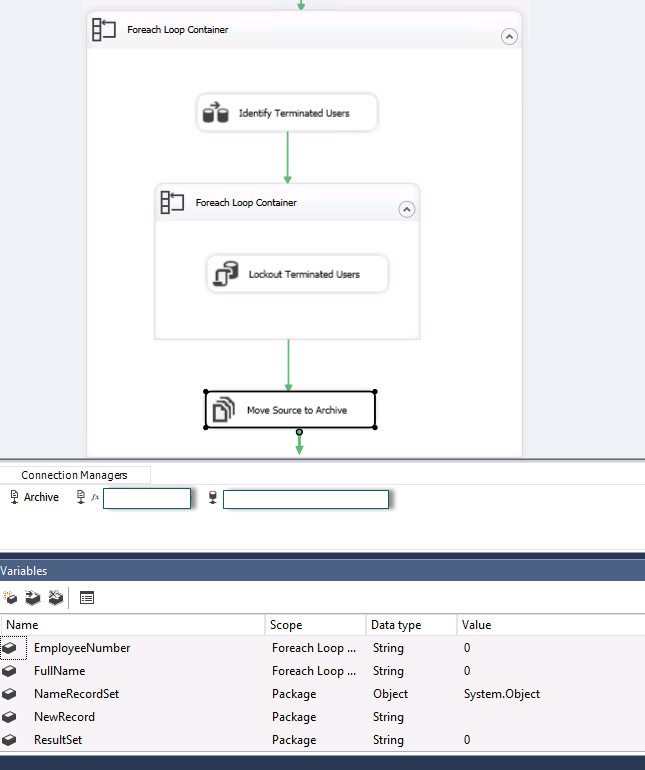 Foreach Loop Container
Identify Terminated Users
Foreach Loop Container
Lockout Terminated Users
Move Source to Archive
Connection Managers
Archive fx
Variables
Name Scope Data type Value
EmployeeNumber Foreach Loop ... String 0
FullName Foreach Loop ... String 0
NameRecordSet Package Object System.Object
NewRecord Package String
ResultSet Package String 0